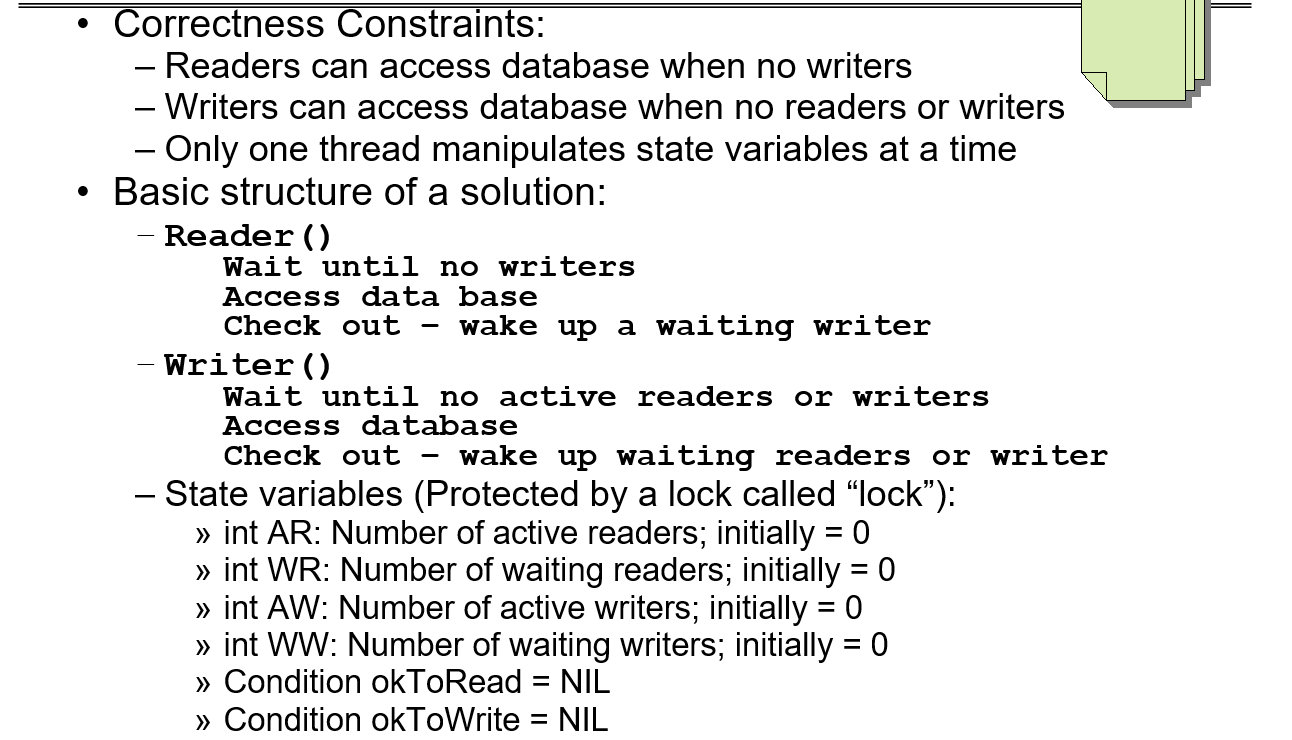 • Correctness Constraints:
– Readers can access database when no writers
– Writers can access database when no readers or writers
– Only one thread manipulates state variables at a time
• Basic structure of a solution:
– Reader()
Wait until no writers
Access data base
Check out – wake up a waiting writer
– Writer()
Wait until no active readers or writers
Access database
Check out – wake up waiting readers or writer
– State variables (Protected by a lock called “lock”):
» int AR: Number of active readers; initially = 0
» int WR: Number of waiting readers; initially = 0
» int AW: Number of active writers; initially = 0
» int WW: Number of waiting writers; initially = 0
» Condition okToRead = NIL
» Condition okToWrite = NIL